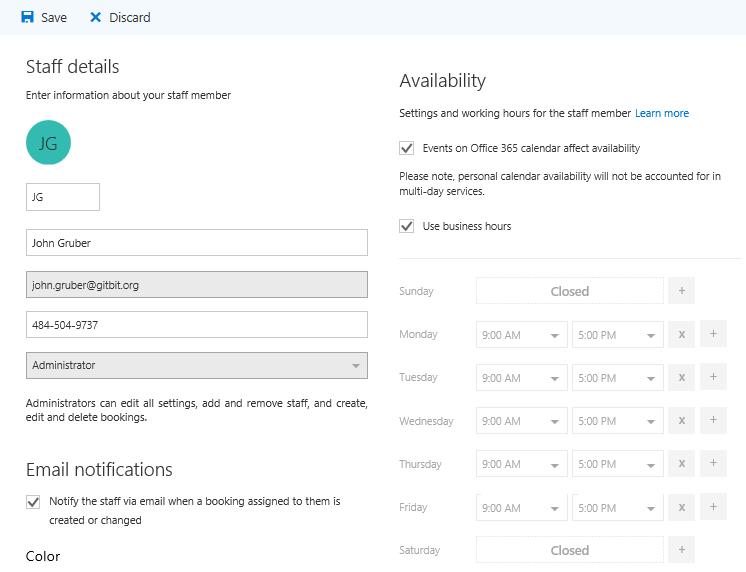 Save Discard
Staff details
Enter information about your staff member
JG
JG
John Gruber
john.gruber@gitbit.org
484-504-9737
Administrator
Administrators can edit all settings, add and remove staff, and create,
edit and delete bookings.
Email notifications
Notify the staff via email when a booking assigned to them is
created or changed
Color
Availability
Settings and working hours for the staff member Learn more
Events on Office 365 calendar affect availability
Please note, personal calendar availability will not be accounted for in
multi-day services.
Use business hours
Sunday Closed +
Monday 9:00 AM 5:00 PM x +
Tuesday 9:00 AM 5:00 PM x +
Wednesday 9:00 AM 5:00 PM x +
Thursday 9:00 AM 5:00 PM x +
Friday 9:00 AM 5:00 PM x +
Saturday Closed +